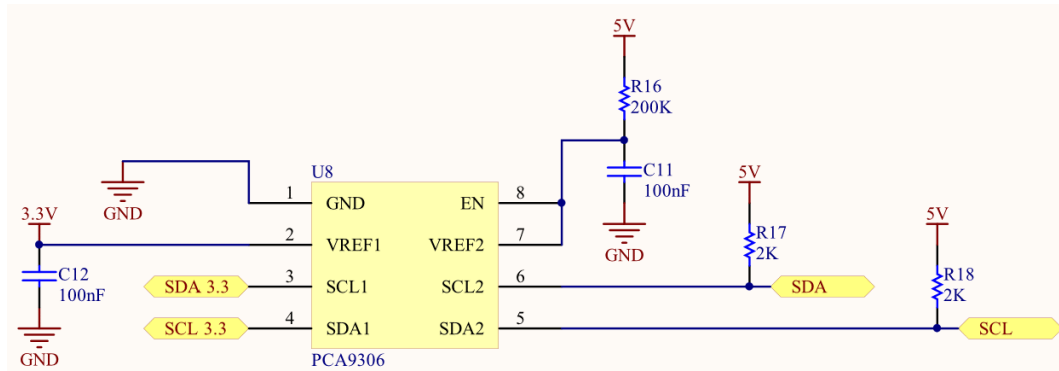 5V
R16
200K
U8
C11
100nF
GND
1
GND
EN
8
5V
GND
3.3V
2
VREF1
VREF2
7
R17
2K
5V
C12
100nF
SDA 3.3
3
SCL1
SCL2
6
SDA
R18
2K
SCL 3.3
4
SDA1
SDA2
5
SCL
GND
PCA9306
GND